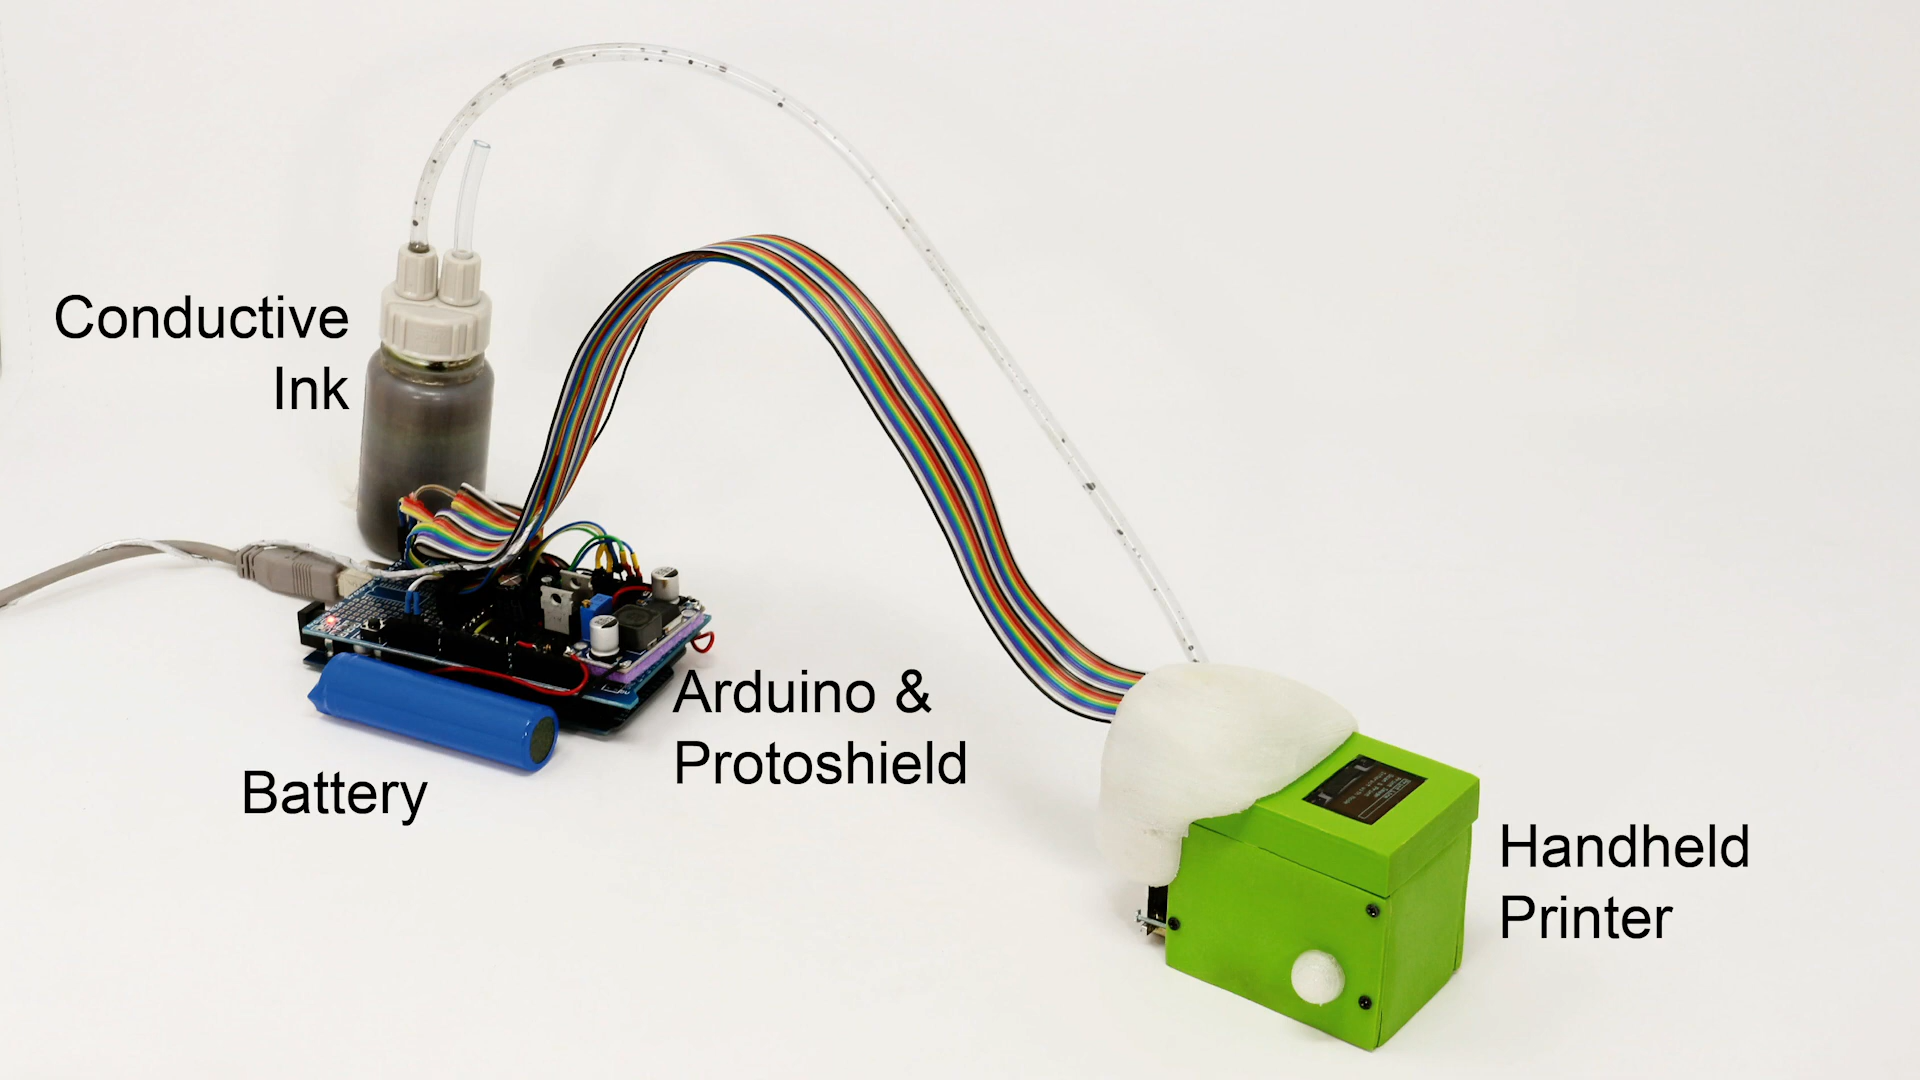 Conductive
Ink
Arduino &
Protoshield
Battery
Handheld
Printer